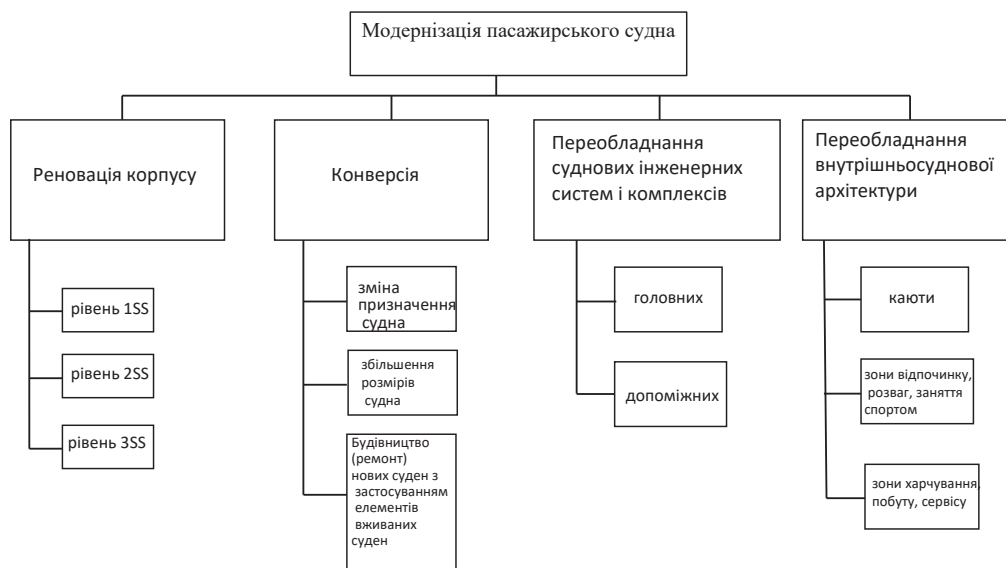 Модернізація пасажирського судна
Реновація корпусу
рівень 1SS
рівень 2SS
рівень 3SS
Конверсія
зміна
призначення
судна
збільшення
розмірів
судна
Будівництво
(ремонт)
нових суден з
застосуванням
елементів
вживаних
суден
Переобладнання
суднових інженерних
систем і комплексів
головних
допоміжних
Переобладнання
внутрішньосуднової
архітектури
каюти
зони відпочинку,
розваг, заняття
спортом
зони харчування,
побуту, сервісу